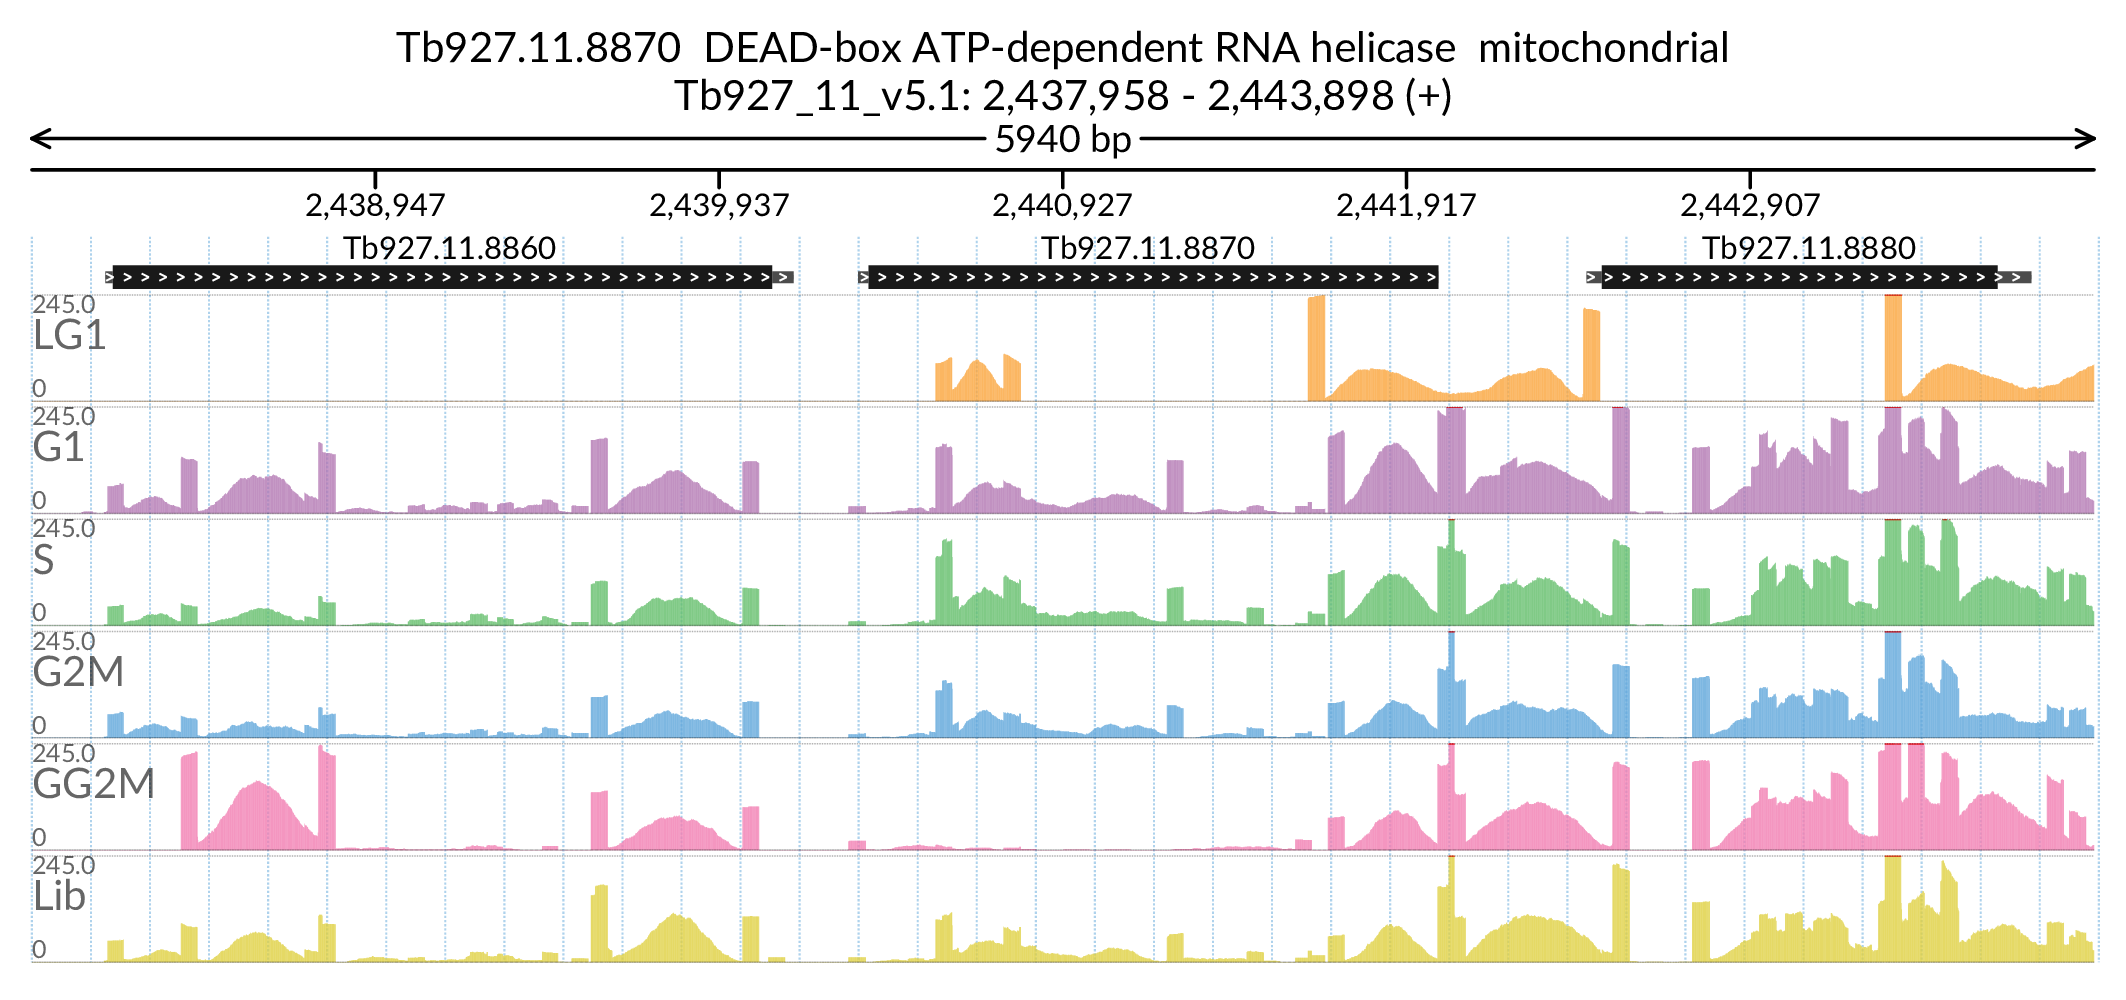 Tb927.11.8870  DEAD-box ATP-dependent RNA helicase  mitochondrial
Tb927_11_v5.1: 2,437,958 - 2,443,898 (+)
5940 bp
2,438,947 2,439,937 2,440,927 2,441,917 2,442,907
Tb927.11.8860 Tb927.11.8870 Tb927.11.8880
245.0
LG1
0
245.0
G1
0
245.0
S
0
245.0
G2M
0
245.0
GG2M
0
245.0
Lib
0